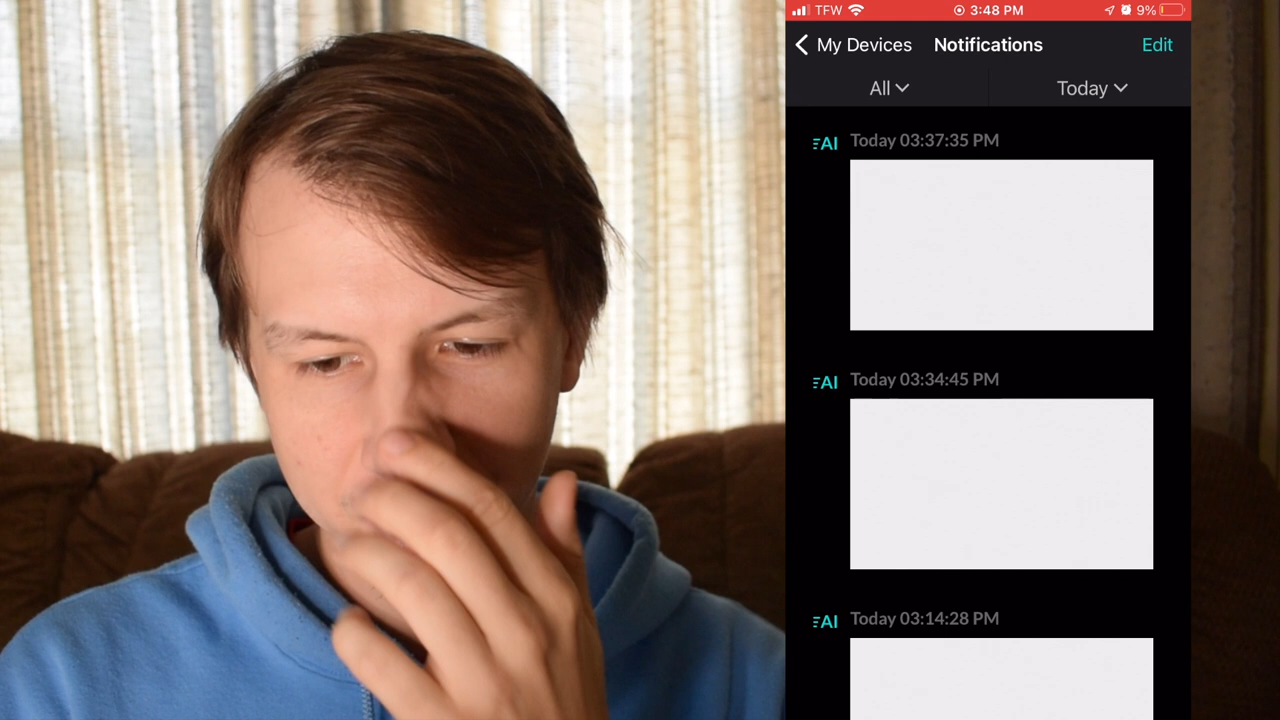 TFW 3:48 PM 9%
My Devices Notifications Edit
All Today
AI Today 03:37:35 PM
AI Today 03:34:45 PM
AI Today 03:14:28 PM